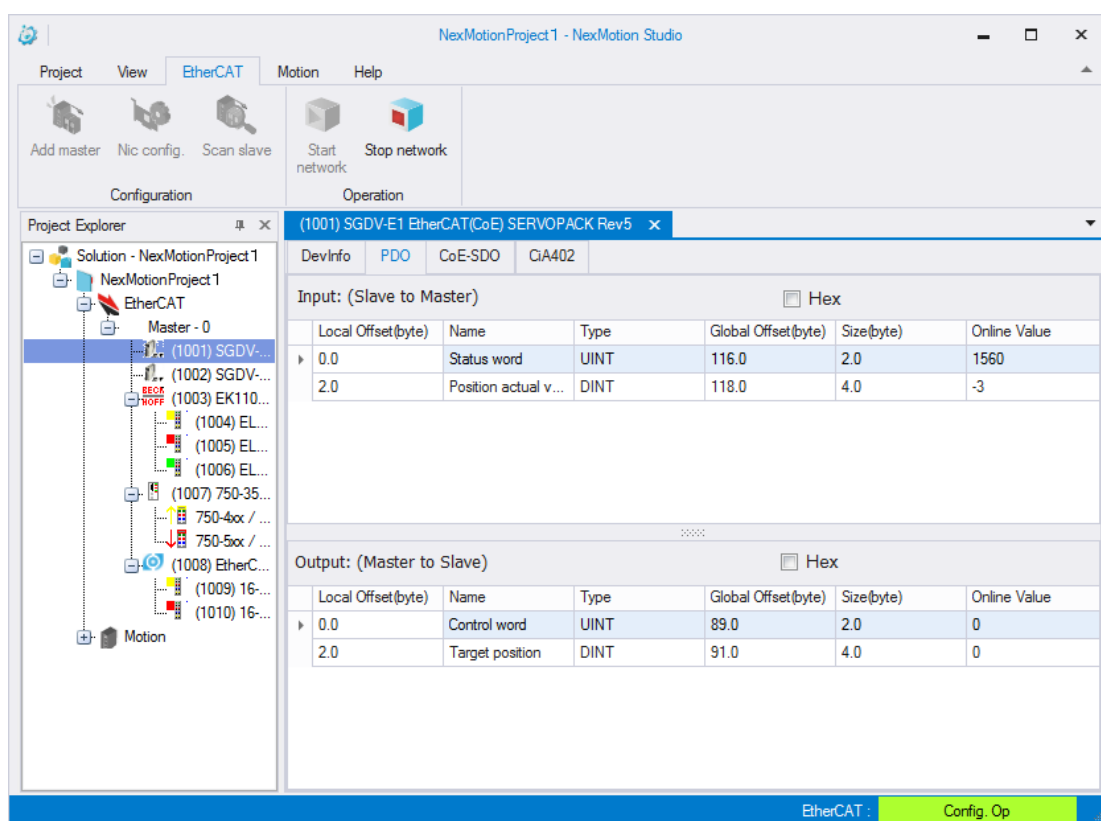 NexMotionProject1 - NexMotion Studio
Project View EtherCAT Motion Help
Add master Nic config. Scan slave Start network Stop network
Configuration Operation
Project Explorer
Solution - NexMotionProject1
NexMotionProject1
EtherCAT
Master - 0
(1001) SGDV-...
(1002) SGDV-...
BECK HOFF (1003) EK110...
(1004) EL...
(1005) EL...
(1006) EL...
(1007) 750-35...
750-4xx / ...
750-5xx / ...
(1008) EtherC...
(1009) 16-...
(1010) 16-...
Motion
(1001) SGDV-E1 EtherCAT(CoE) SERVOPACK Rev5
DevInfo PDO CoE-SDO CiA402
Input: (Slave to Master) Hex
Local Offset(byte) Name Type Global Offset(byte) Size(byte) Online Value
0.0 Status word UINT 116.0 2.0 1560
2.0 Position actual v... DINT 118.0 4.0 -3
Output: (Master to Slave) Hex
Local Offset(byte) Name Type Global Offset(byte) Size(byte) Online Value
0.0 Control word UINT 89.0 2.0 0
2.0 Target position DINT 91.0 4.0 0
EtherCAT : Config. Op